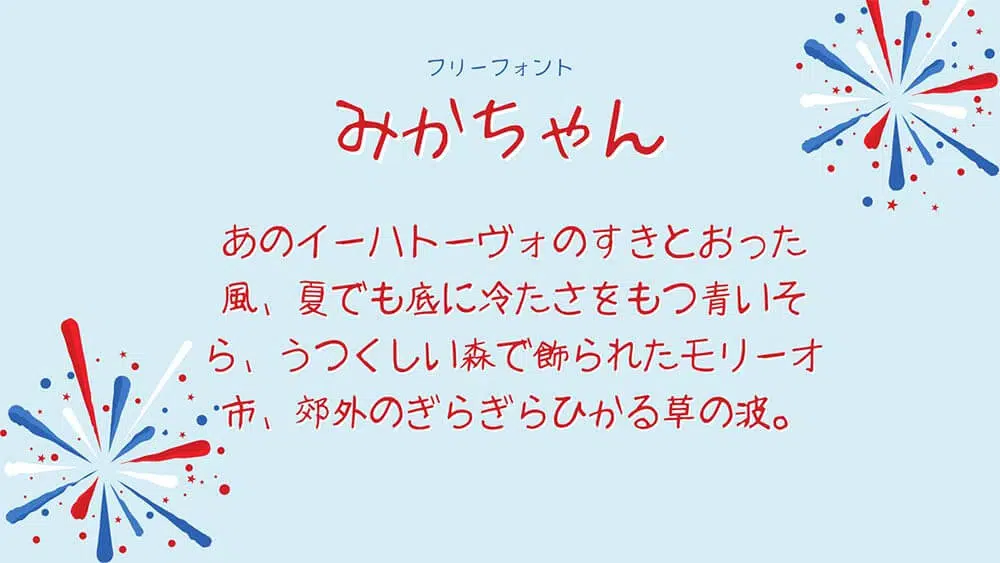 フリーフォント
みかちゃん
あのイーハトーヴォのすきとおった
風、夏でも底に冷たさをもつ青いそ
ら、うつくしい森で飾られたモリーオ
市、郊外のぎらぎらひかる草の波。